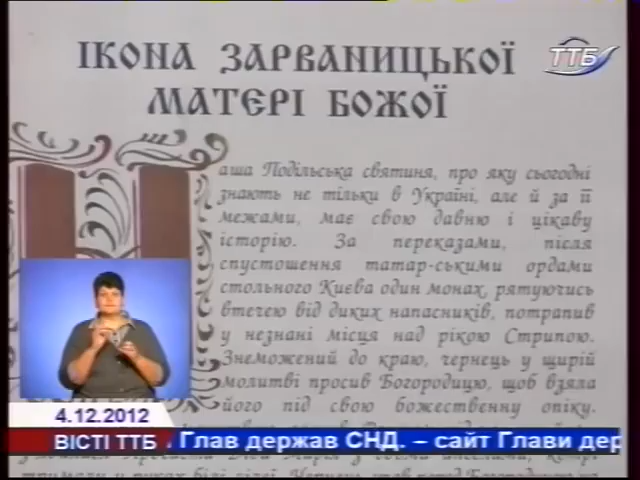 ІКОНА ЗАРВАНИЦЬКОЇ
МАТЕРІ БОЖОЇ
ТТБ
Наша Подільська святиня, про яку сьогодні
знають не тільки в Україні, але й за її
межами, має свою давню і цікаву
історію. За переказами, після
спустошення татар-ськими ордами
стольного Києва один монах, рятуючись
втечею від диких нападників, потрапив
у незнані місця над рікою Стрипою.
Знеможений до краю, чернець у щирій
молитві просив Богородицю, щоб взяла
його під свою божественну опіку.
4.12.2012
ВІСТІ ТТБ
Глав держав СНД. – сайт Глави дер